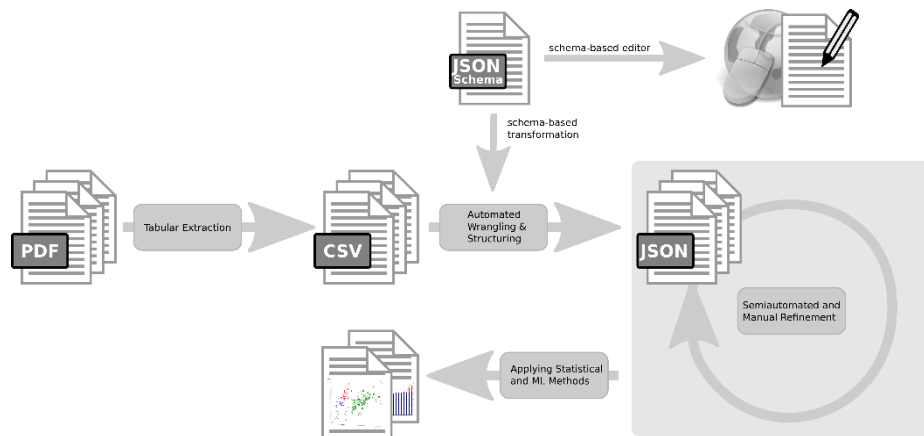 JSON
Schema
schema-based editor
schema-based
transformation
PDF
Tabular Extraction
CSV
Automated
Wrangling &
Structuring
JSON
Semiautomated and
Manual Refinement
Applying Statistical
and ML Methods